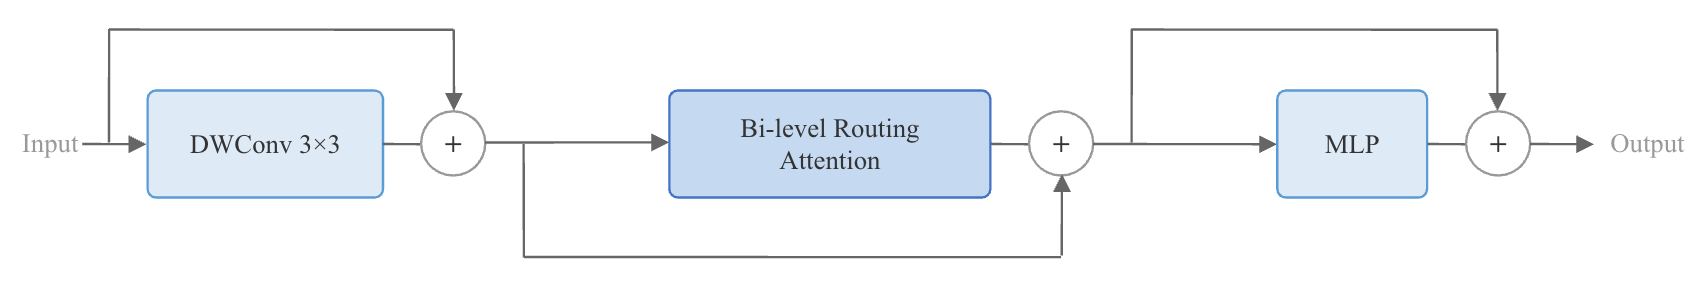 Input
DWConv 3×3
+
Bi-level Routing
Attention
+
MLP
+
Output